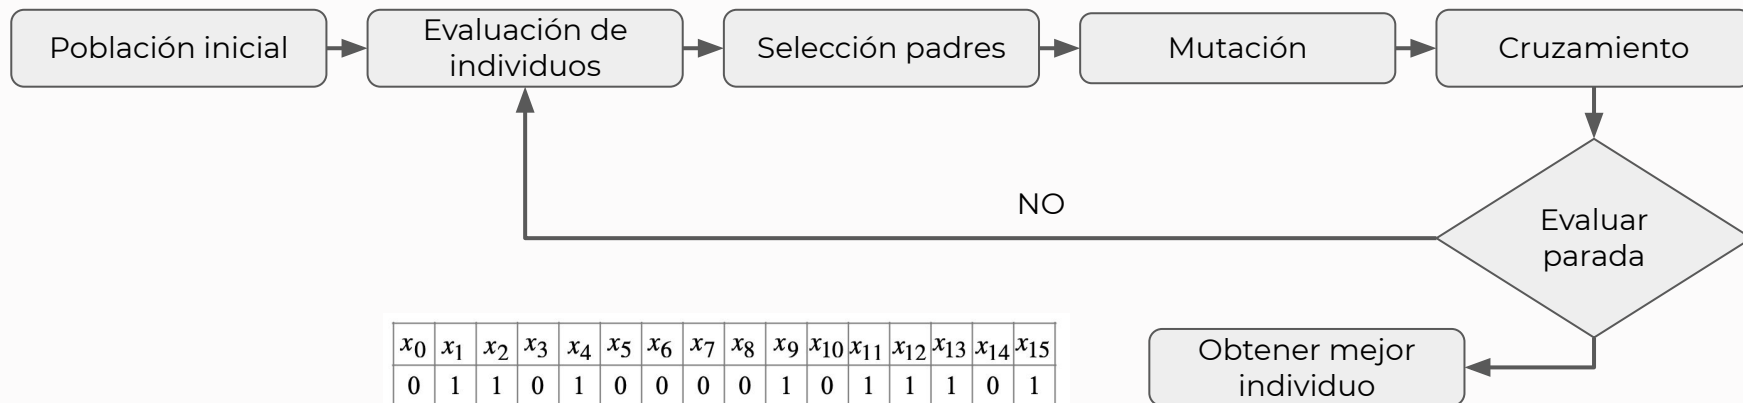 Población inicial
Evaluación de
individuos
Selección padres
Mutación
Cruzamiento
NO
Evaluar
parada
x0 x1 x2 x3 x4 x5 x6 x7 x8 x9 x10 x11 x12 x13 x14 x15
0 1 1 0 1 0 0 0 0 1 0 1 1 1 0 1
Obtener mejor
individuo